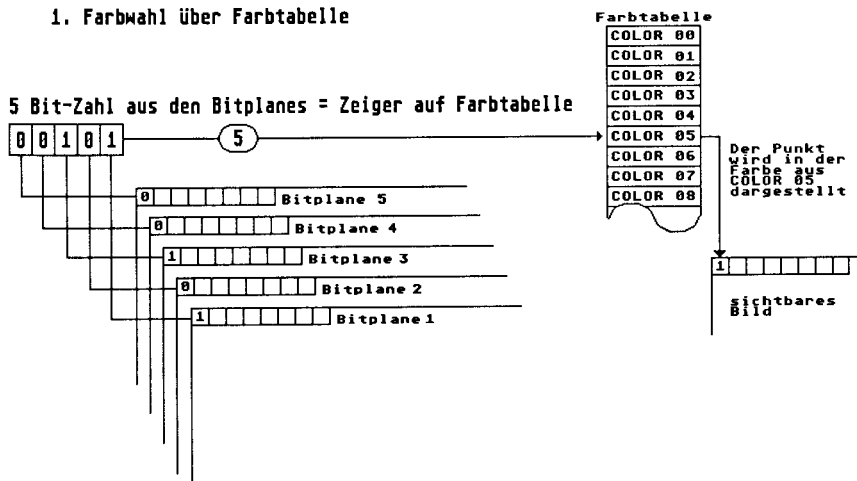 1. Farbwahl über Farbtabelle
Farbtabelle
COLOR 00
COLOR 01
COLOR 02
COLOR 03
COLOR 04
COLOR 05
COLOR 06
COLOR 07
COLOR 08
5 Bit-Zahl aus den Bitplanes = Zeiger auf Farbtabelle
0 0 1 0 1
5
Der Punkt
wird in der
Farbe aus
COLOR 05
dargestellt
0 Bitplane 5
0 Bitplane 4
1 Bitplane 3
0 Bitplane 2
1 Bitplane 1
1
sichtbares
Bild